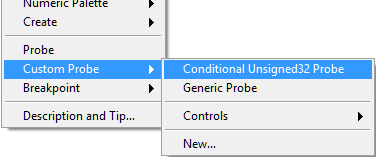 Numeric Palette
Create
Probe
Custom Probe
Breakpoint
Description and Tip...
Conditional Unsigned32 Probe
Generic Probe
Controls
New...